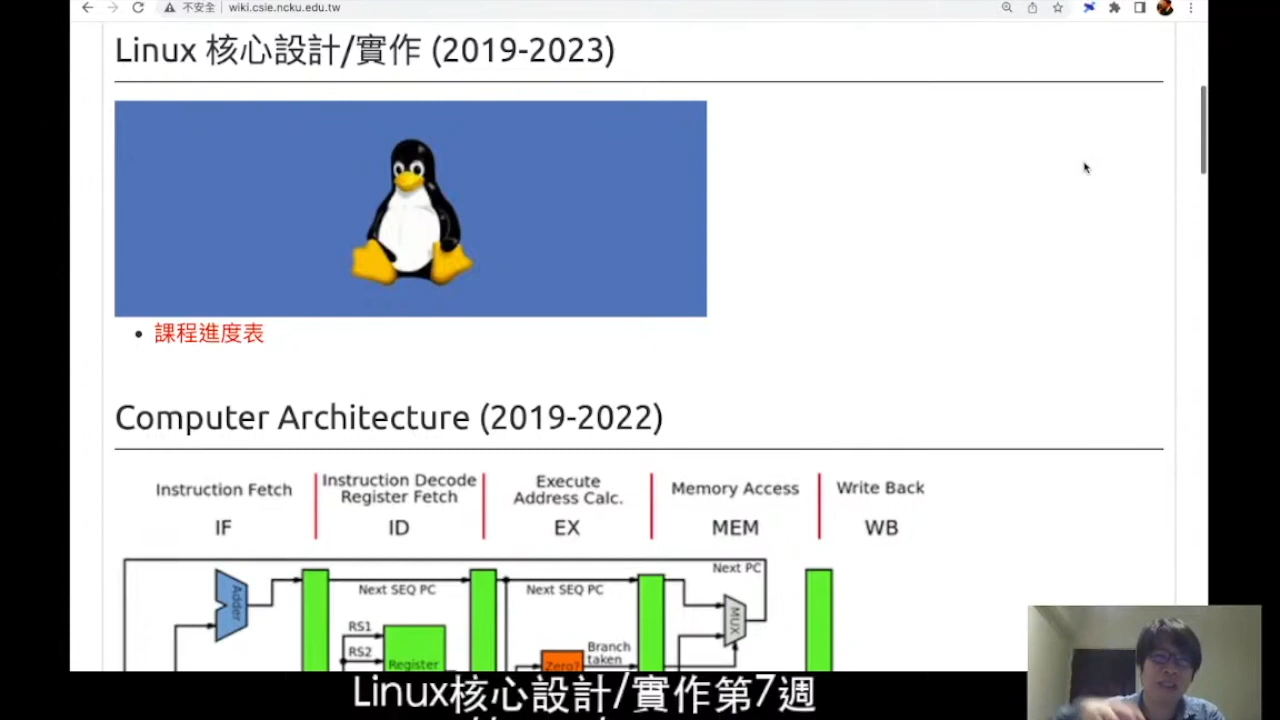 不安全 | wiki.csie.ncku.edu.tw
Linux 核心設計/實作 (2019-2023)
課程進度表
Computer Architecture (2019-2022)
Instruction Fetch
IF
Instruction Decode
Register Fetch
ID
Execute
Address Calc.
EX
Memory Access
MEM
Write Back
WB
Next PC
Adder
Next SEQ PC
Next SEQ PC
MUX
RS1
RS2
Register
Branch
taken
Zero?
Linux核心設計/實作第7週